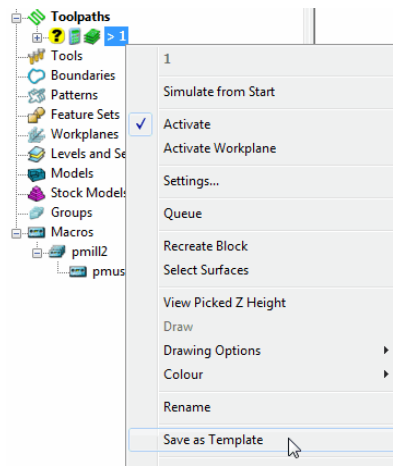 Toolpaths
> 1
Tools
Boundaries
Patterns
Feature Sets
Workplanes
Levels and Se
Models
Stock Models
Groups
Macros
pmill2
pmus
1
Simulate from Start
Activate
Activate Workplane
Settings...
Queue
Recreate Block
Select Surfaces
View Picked Z Height
Draw
Drawing Options
Colour
Rename
Save as Template